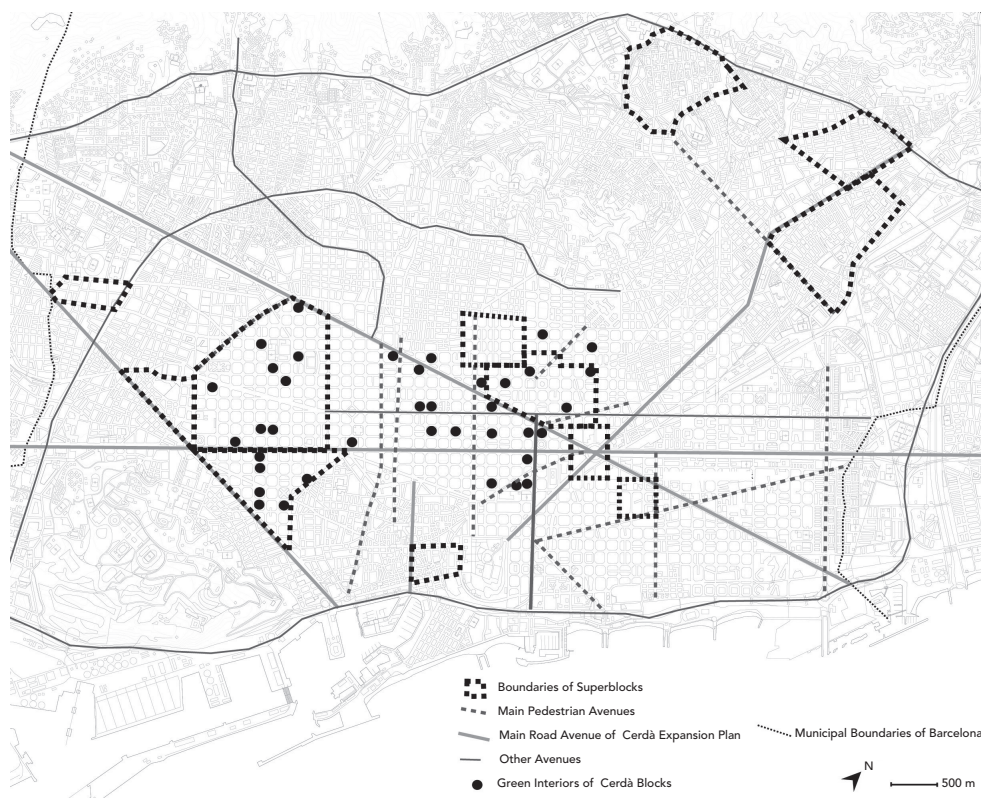 Boundaries of Superblocks
Main Pedestrian Avenues
Main Road Avenue of Cerdà Expansion Plan
Municipal Boundaries of Barcelona
Other Avenues
Green Interiors of Cerdà Blocks
N
500 m